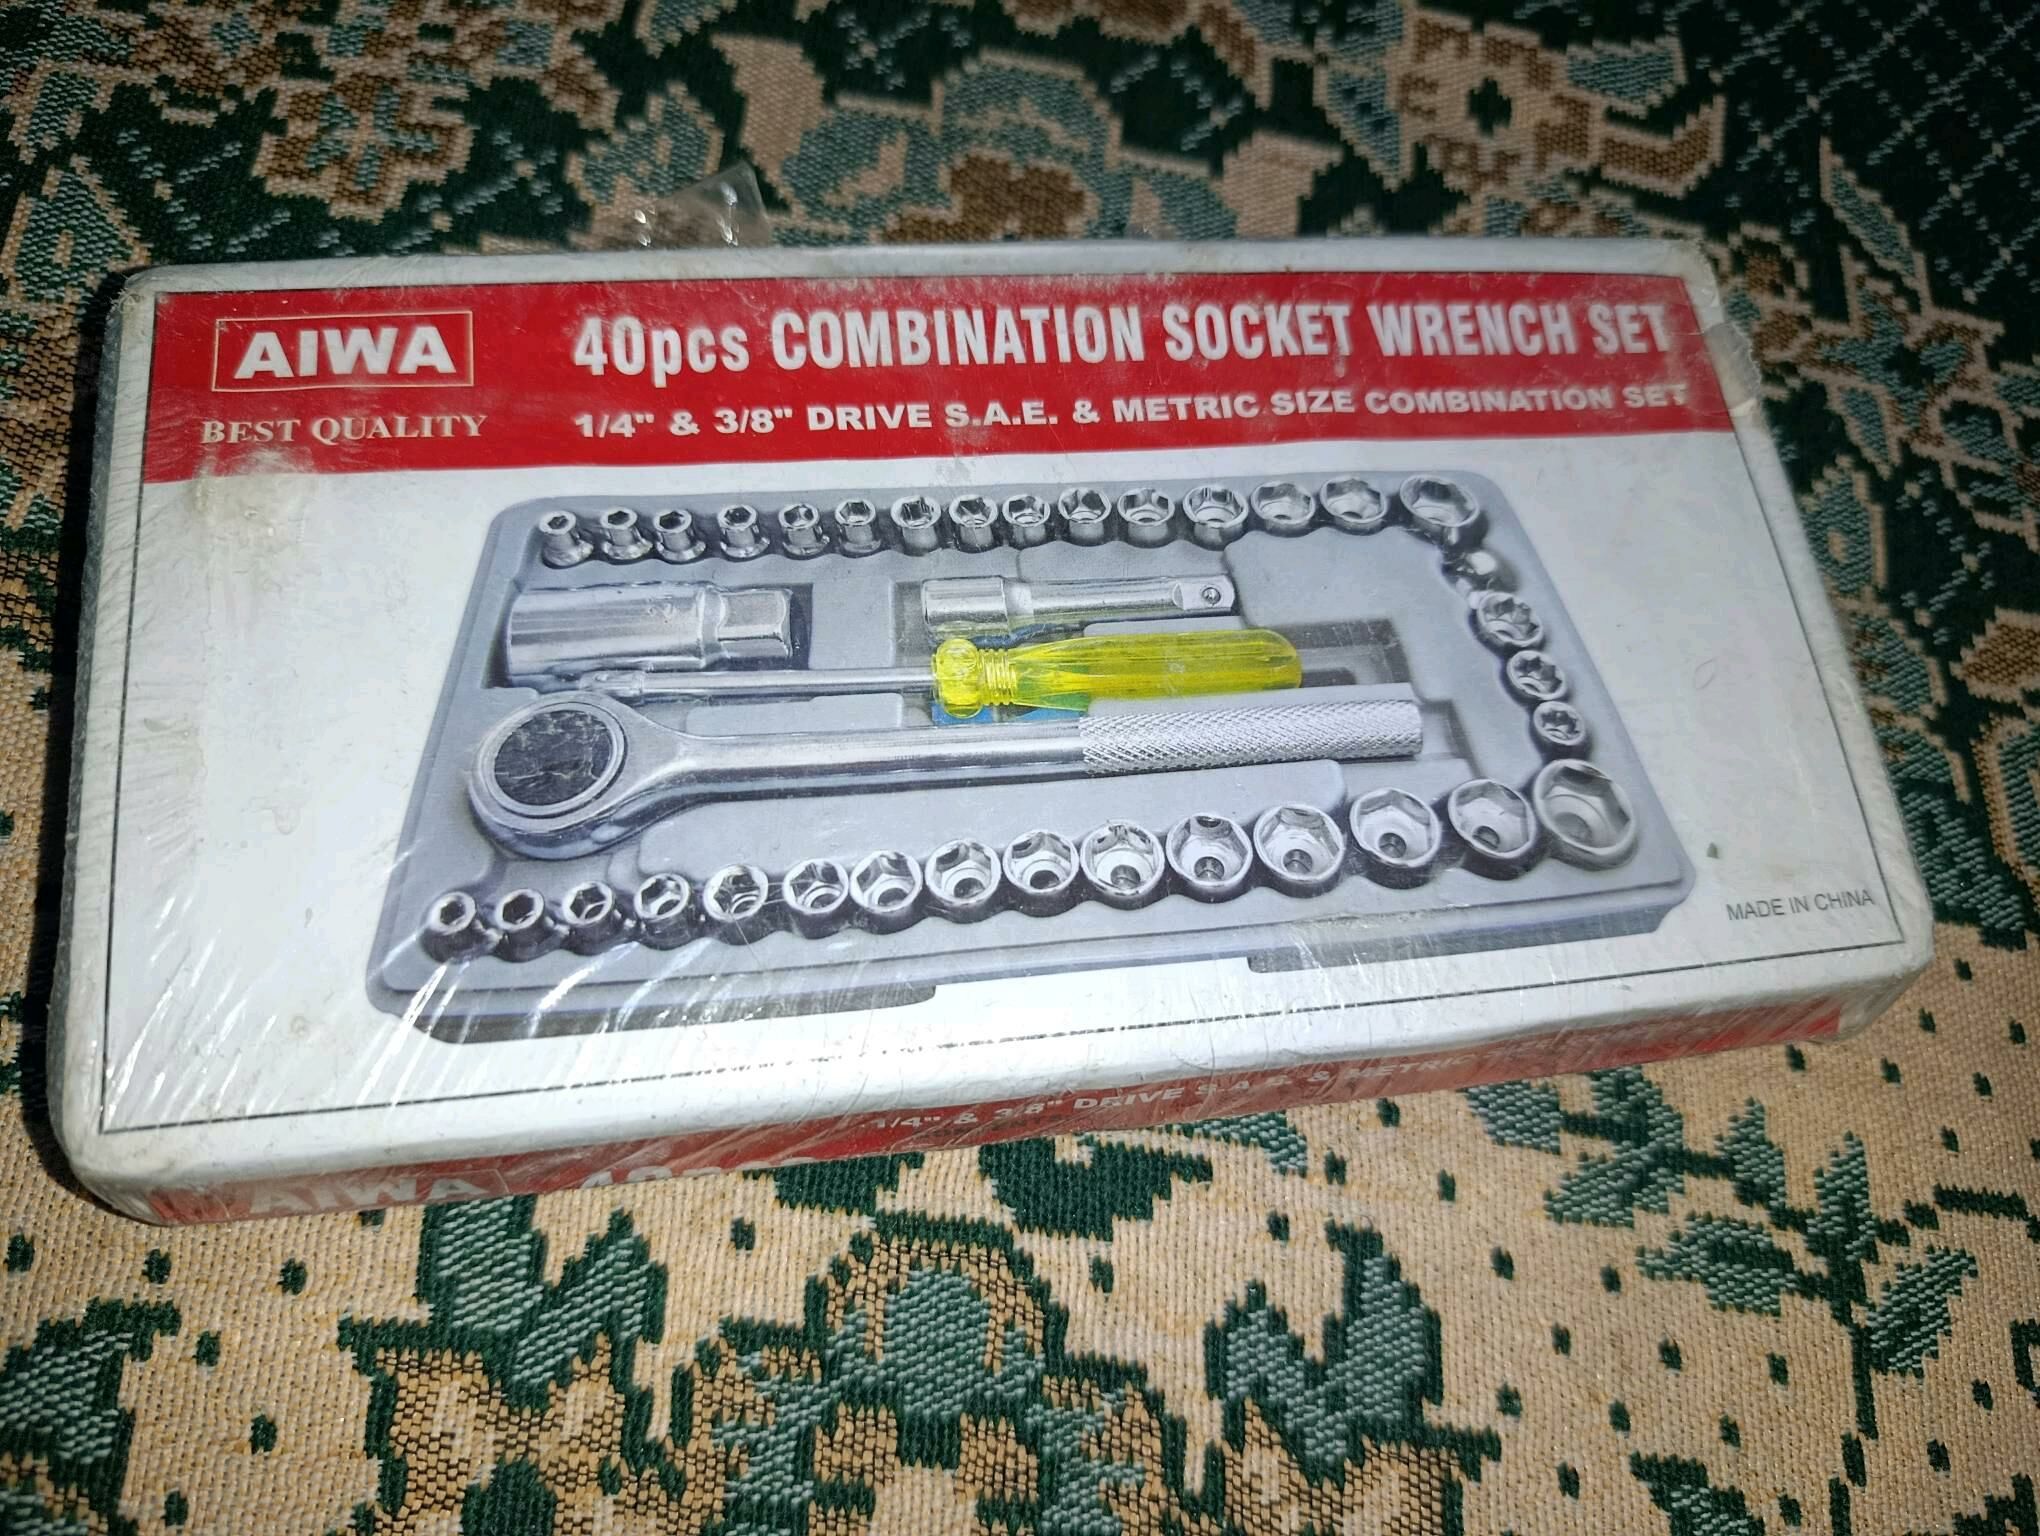 AIWA
BEST QUALITY
40pcs COMBINATION SOCKET WRENCH SET
1/4" & 3/8" DRIVE S.A.E. & METRIC SIZE COMBINATION SET
MADE IN CHINA
1/4" & 3/8" DRIVE S.A.E. & METRIC
AIWA